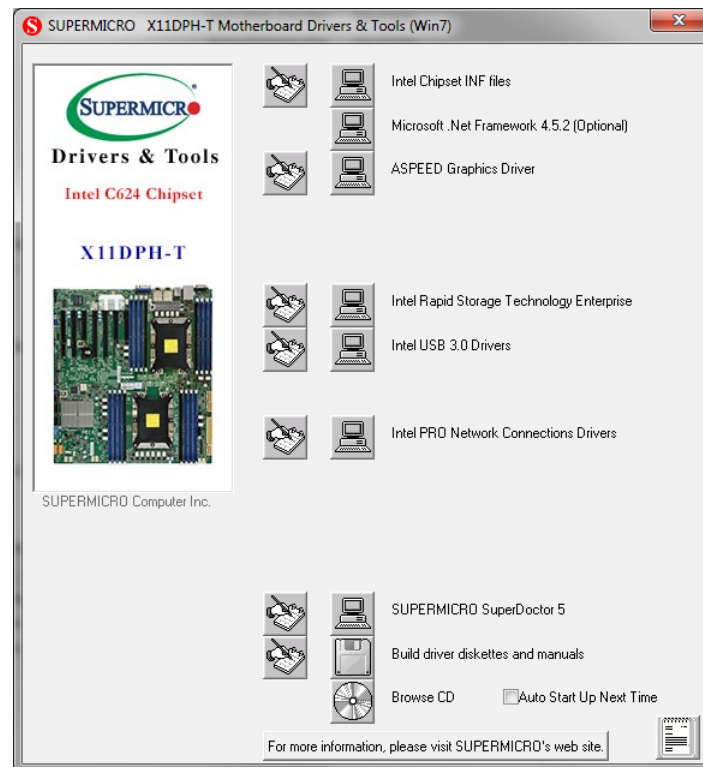 SUPERMICRO X11DPH-T Motherboard Drivers & Tools (Win7)
SUPERMICRO
Drivers & Tools
Intel C624 Chipset
X11DPH-T
SUPERMICRO Computer Inc.
Intel Chipset INF files
Microsoft .Net Framework 4.5.2 (Optional)
ASPEED Graphics Driver
Intel Rapid Storage Technology Enterprise
Intel USB 3.0 Drivers
Intel PRO Network Connections Drivers
SUPERMICRO SuperDoctor 5
Build driver diskettes and manuals
Browse CD Auto Start Up Next Time
For more information, please visit SUPERMICRO's web site.